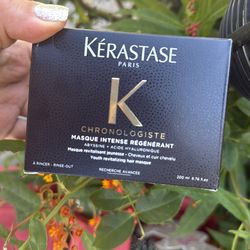 KÉRASTASE
PARIS
K
CHRONOLOGISTE
MASQUE INTENSE RÉGÉNÉRANT
ABYSSINE + ACIDE HYALURONIQUE
Masque revitalisant jeunesse - Cheveux et cuir chevelu
Youth revitalizing hair masque
À RINCER · RINSE-OUT
RECHERCHE AVANCÉE
200 ml 6.76 fl.oz